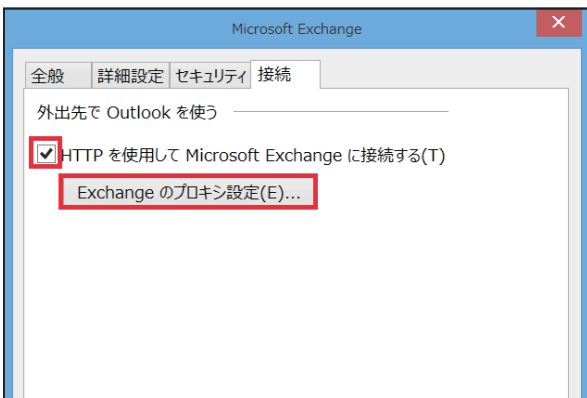 Microsoft Exchange
全般 詳細設定 セキュリティ 接続
外出先で Outlook を使う
HTTP を使用して Microsoft Exchange に接続する(T)
Exchange のプロキシ設定(E)...